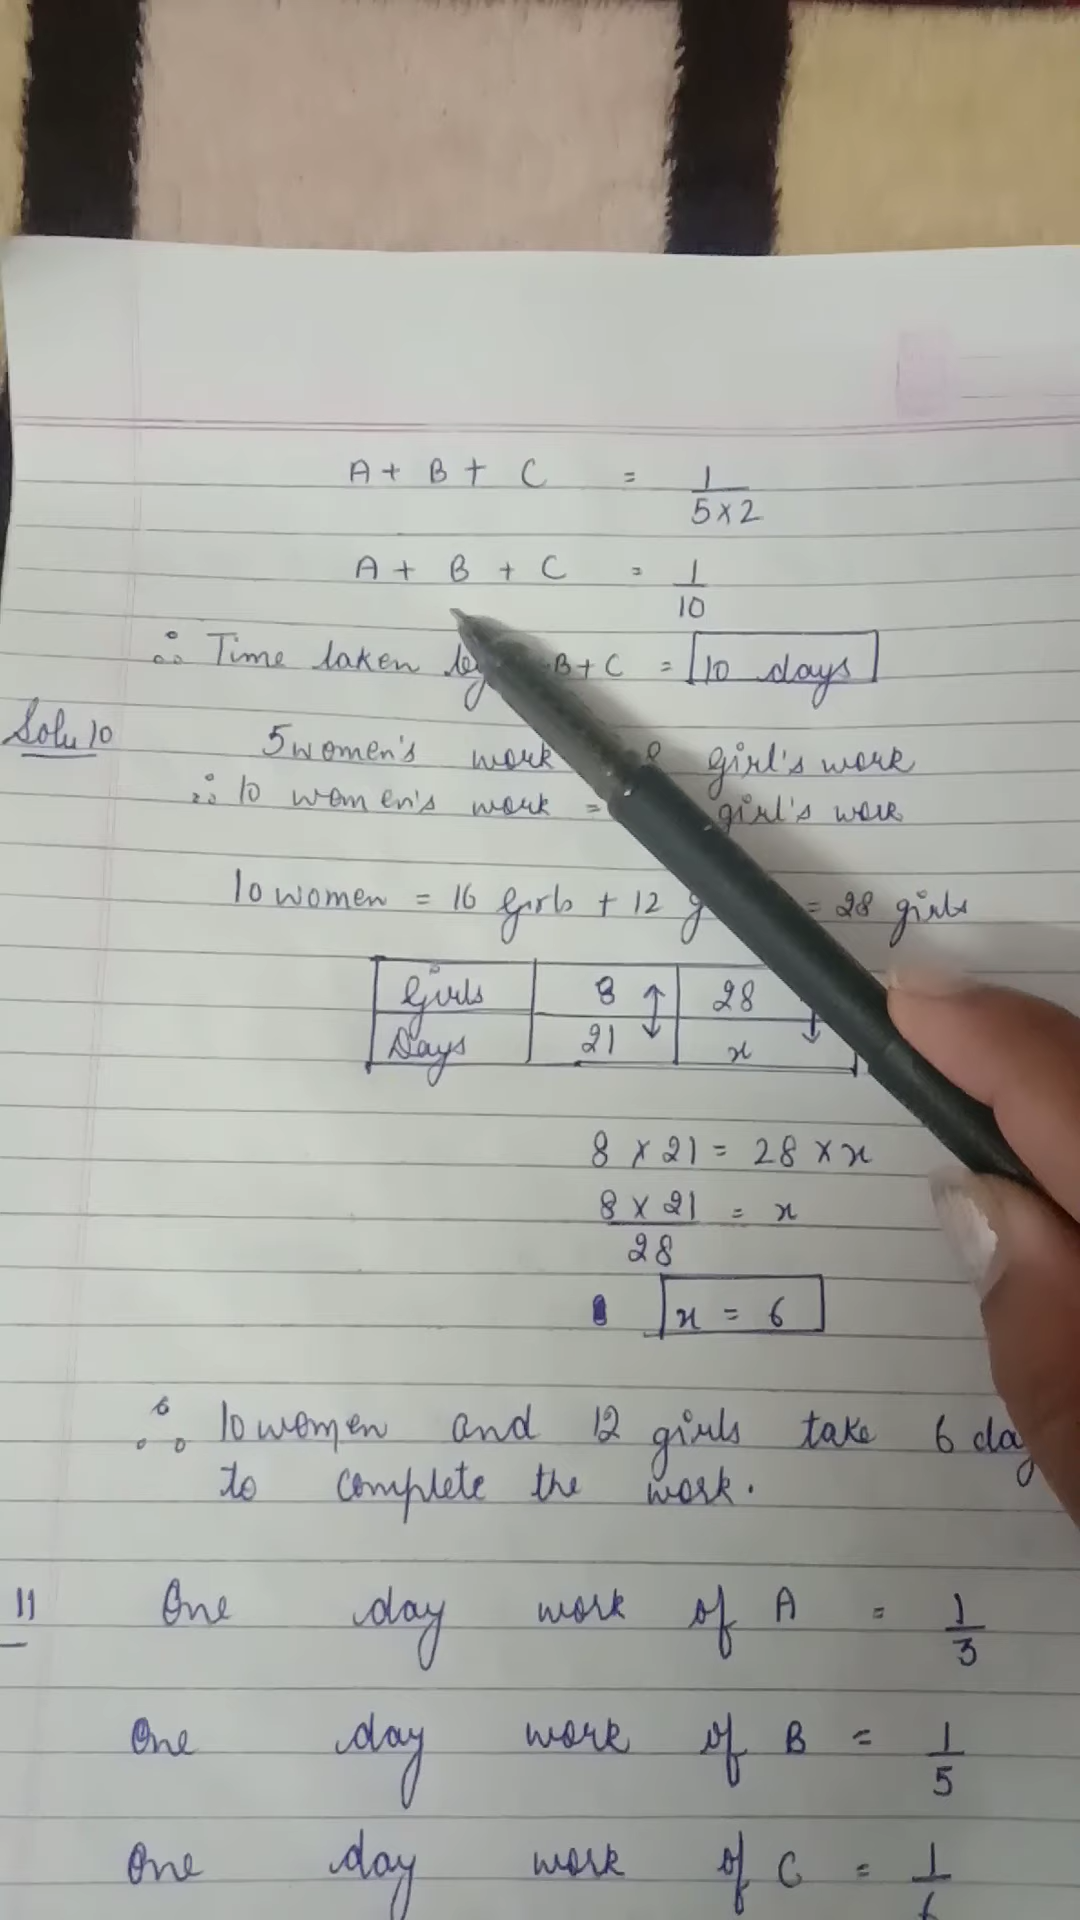 A + B + C = 1/5×2
A + B + C = 1/10
∴ Time taken by B+C = 10 days
Solu 10 5 women's work girl's work
∴ 10 women's work = girl's work
10 women = 16 girls + 12 = 28 girls
Girls 8 28
Days 21 x
8 × 21 = 28 × x
8 × 21/28 = x
x = 6
∴ 10 women and 12 girls take 6
to complete the work.
11 One day work of A = 1/3
One day work of B = 1/5
One day work of C = 1/6